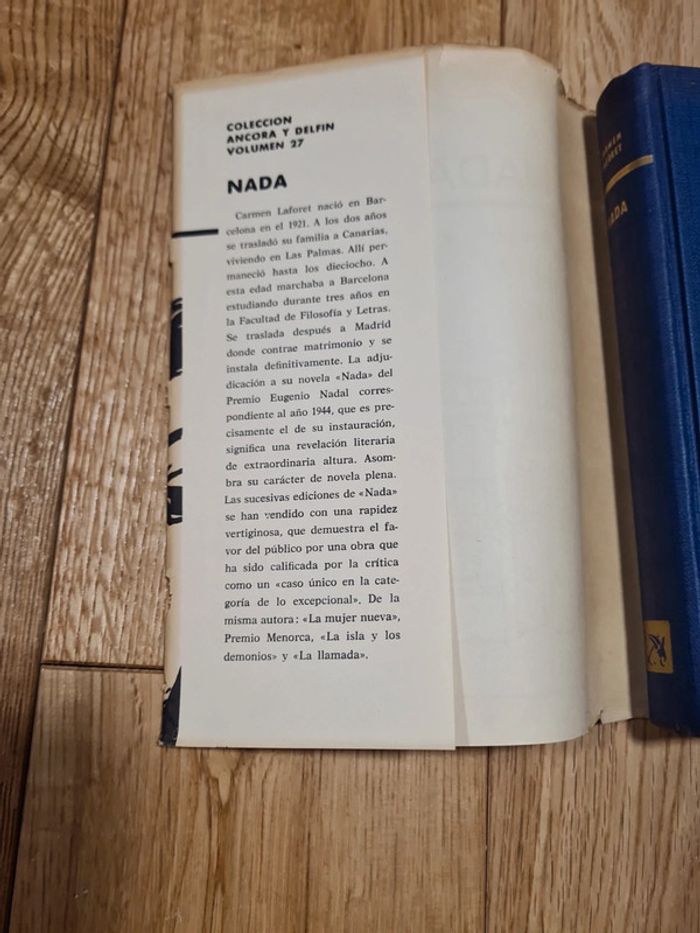 COLECCION
ANCORA Y DELFIN
VOLUMEN 27
NADA
Carmen Laforet nació en Bar-
celona en el 1921. A los dos años
se trasladó su familia a Canarias,
viviendo en Las Palmas. Allí per-
maneció hasta los dieciocho. A
esta edad marchaba a Barcelona
estudiando durante tres años en
la Facultad de Filosofía y Letras.
Se traslada después a Madrid
donde contrae matrimonio y se
instala definitivamente. La adju-
dicación a su novela «Nada» del
Premio Eugenio Nadal corres-
pondiente al año 1944, que es pre-
cisamente el de su instauración,
significa una revelación literaria
de extraordinaria altura. Asom-
bra su carácter de novela plena.
Las sucesivas ediciones de «Nada»
se han vendido con una rapidez
vertiginosa, que demuestra el fa-
vor del público por una obra que
ha sido calificada por la crítica
como un «caso único en la cate-
goría de lo excepcional». De la
misma autora: «La mujer nueva»,
Premio Menorca, «La isla y los
demonios» y «La llamada».
NADA